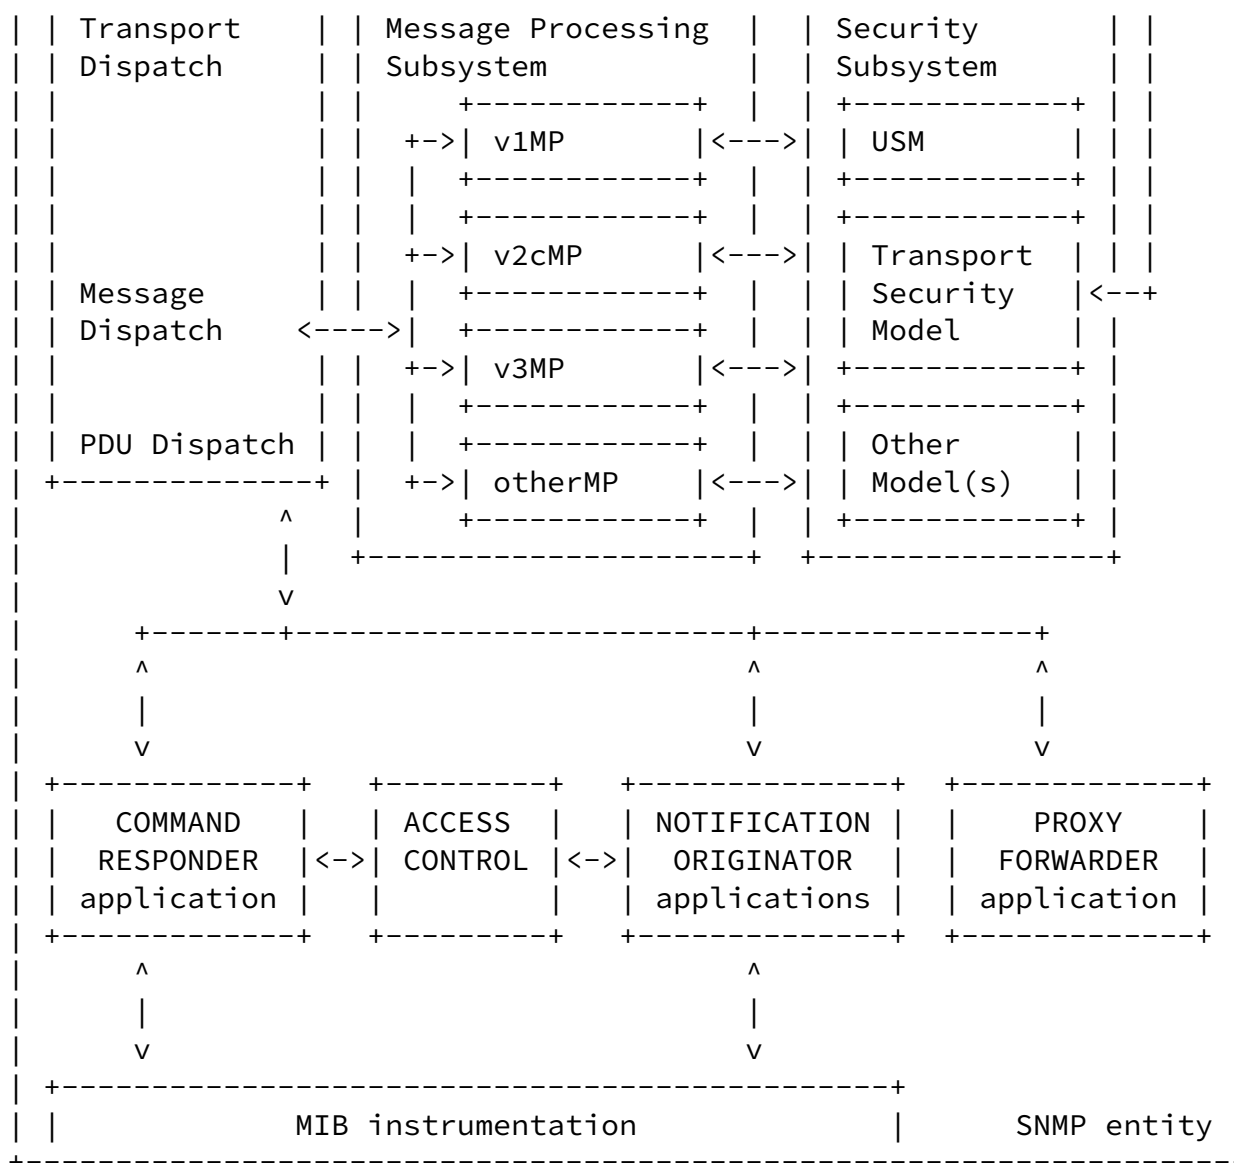 Transport Message Processing Security
Dispatch Subsystem Subsystem
v1MP USM
v2cMP Transport
Message Security
Dispatch Model
v3MP
PDU Dispatch Other
otherMP Model(s)
COMMAND ACCESS NOTIFICATION PROXY
RESPONDER CONTROL ORIGINATOR FORWARDER
application applications application
MIB instrumentation SNMP entity